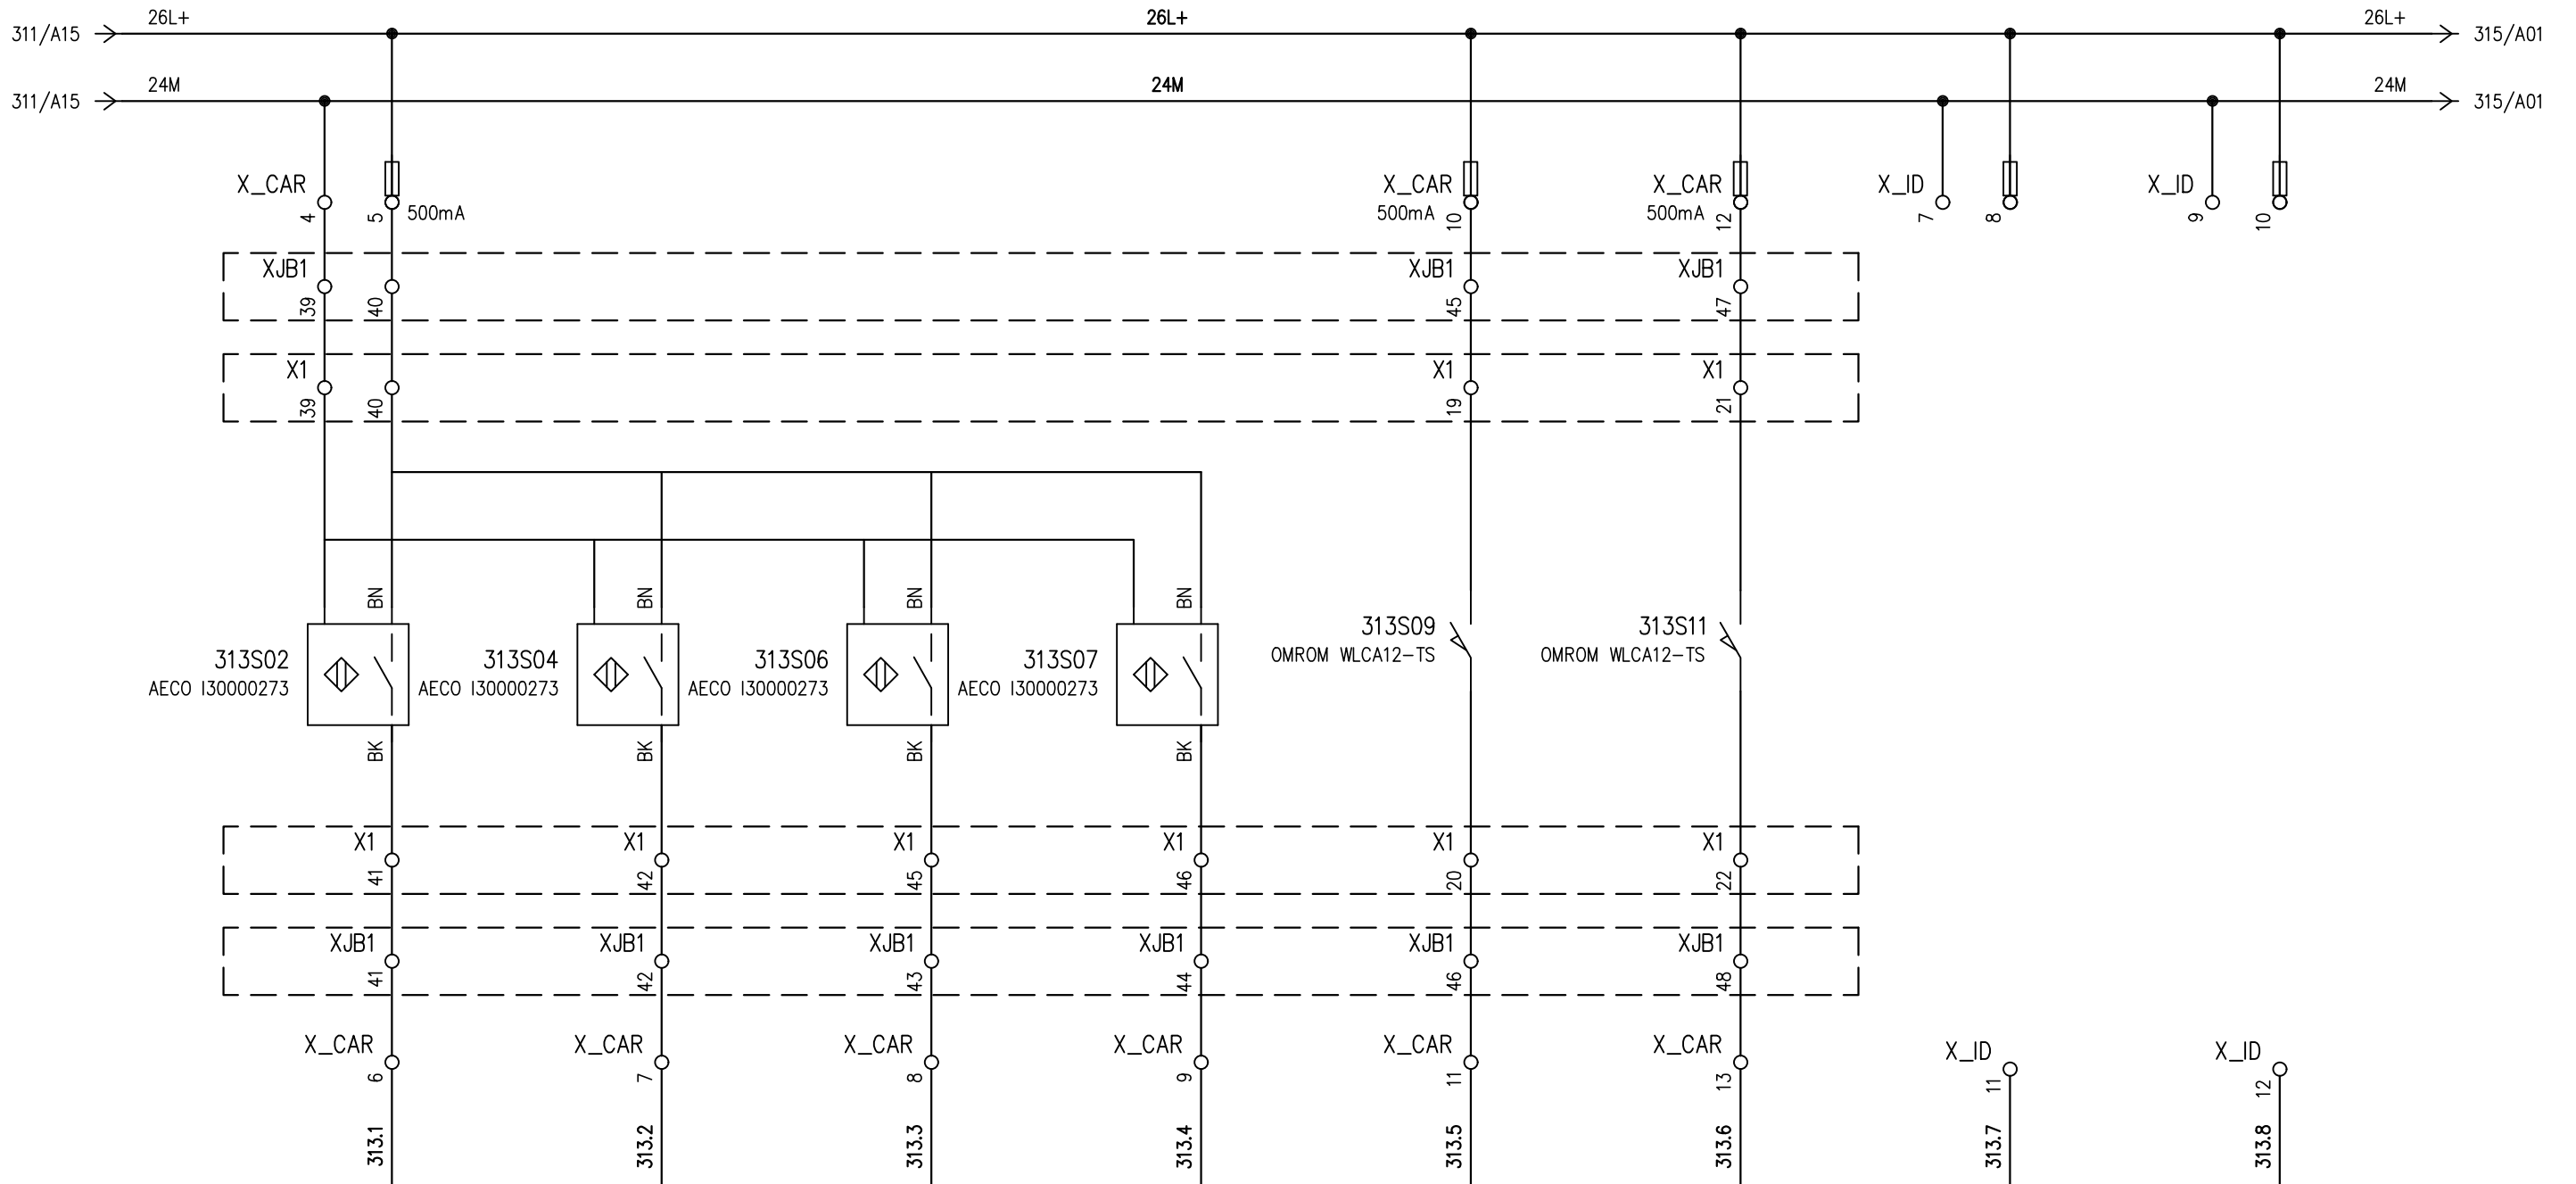 26L+ 26L+ 26L+
311/A15 315/A01
24M 24M 24M
311/A15 315/A01
X_CAR X_CAR X_CAR X_ID X_ID
4 5 500mA 500mA 10 500mA 12 7 8 9 10
XJB1 XJB1 XJB1
39 40 45 47
X1 X1 X1
39 40 19 21
BN BN BN BN
313S09 313S11
OMROM WLCA12-TS OMROM WLCA12-TS
313S02 313S04 313S06 313S07
AECO I30000273 AECO I30000273 AECO I30000273 AECO I30000273
BK BK BK BK
X1 X1 X1 X1 X1 X1
41 42 45 46 20 22
XJB1 XJB1 XJB1 XJB1 XJB1 XJB1
41 42 43 44 46 48
X_CAR X_CAR X_CAR X_CAR X_CAR X_CAR X_ID X_ID
6 7 8 9 11 13 11 12
313.1 313.2 313.3 313.4 313.5 313.6 313.7 313.8